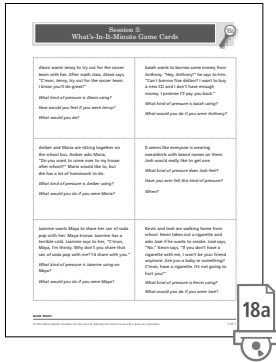 Session 3:
What's-In-It-Minute Game Cards
Alexis wants Jenny to try out for the soccer
team with her. After math class, Alexis says,
"C'mon, Jenny, try out for the soccer team.
I know you'll do great!"
What kind of pressure is Alexis using?
How would you feel if you were Jenny?
What would you do?
Isaiah wants to borrow some money from
Anthony. "Hey, Anthony!" he says to him.
"Can I borrow five dollars? I want to buy
a new CD and I don't have enough
money. I promise I'll pay you back."
What kind of pressure is Isaiah using?
What would you do if you were Anthony?
Amber and Maria are sitting together on
the school bus. Amber asks Maria,
"Do you want to come over to my house
after school?" Maria would like to, but
she has a lot of homework to do.
What kind of pressure is Amber using?
What would you do if you were Maria?
It seems like everyone is wearing
sweatshirts with brand names on them.
Josh would really like to get one.
What kind of pressure does Josh feel?
Have you ever felt this kind of pressure?
When?
Jasmine wants Maya to share her can of soda
pop with her. Maya knows Jasmine has a
terrible cold. Jasmine says to her, "C'mon,
Maya, I'm thirsty. Why don't you share that
can of soda pop with me? I'd share with you."
What kind of pressure is Jasmine using on
Maya?
What would you do if you were Maya?
Kevin and Joe are walking home from
school. Kevin takes out a cigarette and
asks Joe if he wants to smoke. Joe says,
"No." Kevin says, "If you don't have a
cigarette with me, I won't be your friend
anymore. Are you a baby or something?
C'mon, have a cigarette. It's not going to
hurt you!"
What kind of pressure is Kevin using?
What would you do if you were Joe?
18a